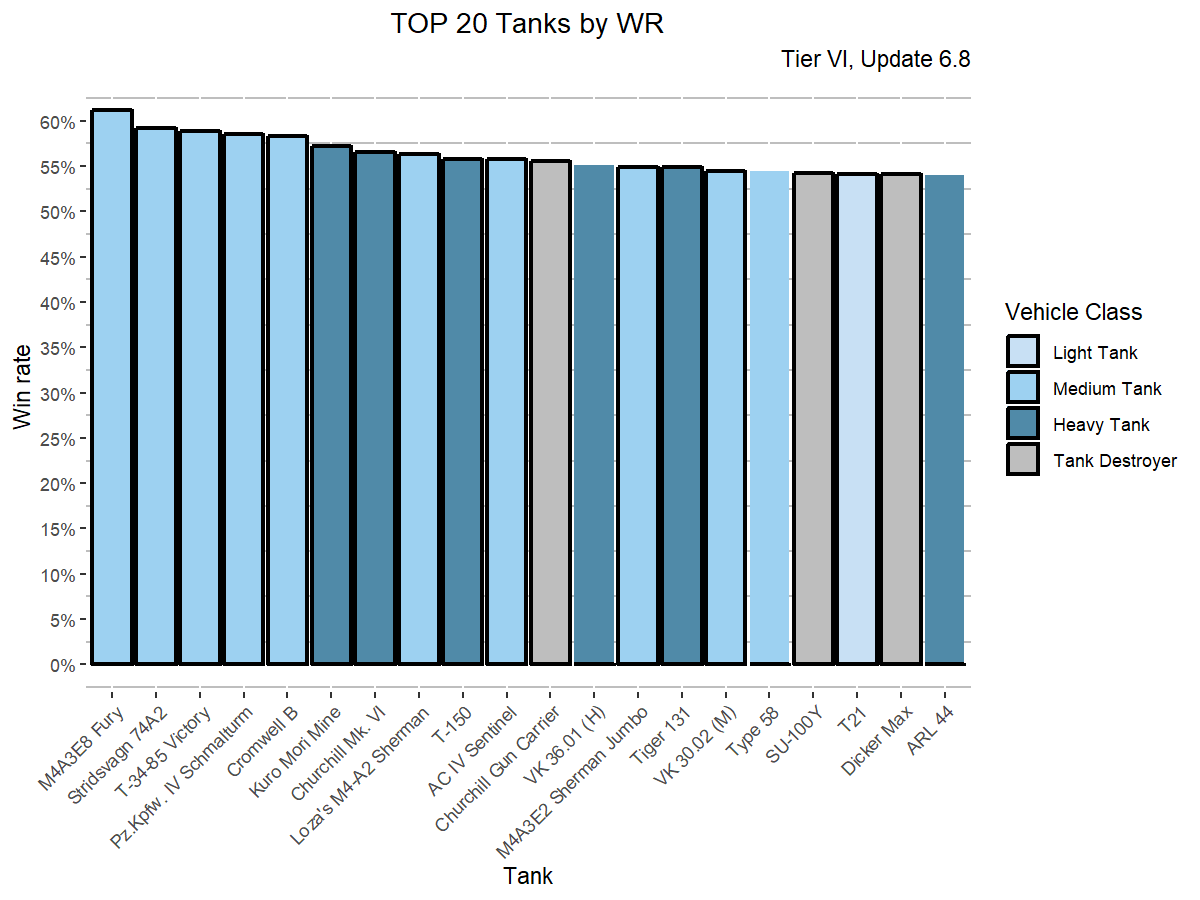 TOP 20 Tanks by WR
Tier VI, Update 6.8
60%
55%
50%
45%
40%
35%
30%
25%
20%
15%
10%
5%
0%
Win rate
M4A3E8 Fury
Stridsvagn 74A2
T-34-85 Victory
Pz.Kpfw. IV Schmalturm
Cromwell B
Kuro Mori Mine
Churchill Mk. VI
Loza's M4-A2 Sherman
T-150
AC IV Sentinel
Churchill Gun Carrier
VK 36.01 (H)
M4A3E2 Sherman Jumbo
Tiger 131
VK 30.02 (M)
Type 58
SU-100Y
T21
Dicker Max
ARL 44
Tank
Vehicle Class
Light Tank
Medium Tank
Heavy Tank
Tank Destroyer